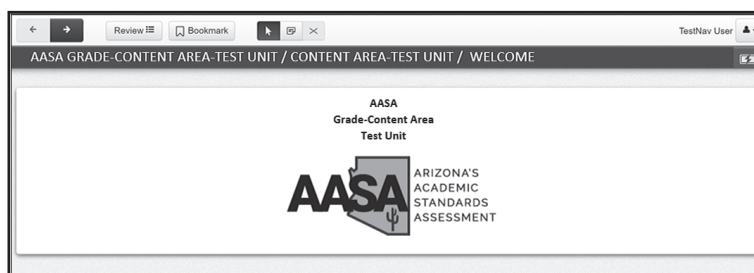 Review Bookmark TestNav User
AASA GRADE-CONTENT AREA-TEST UNIT / CONTENT AREA-TEST UNIT / WELCOME
AASA
Grade-Content Area
Test Unit
AASA
ARIZONA'S
ACADEMIC
STANDARDS
ASSESSMENT